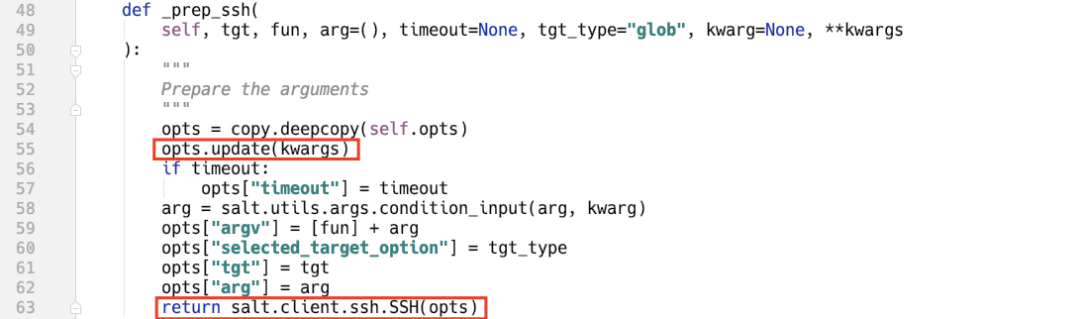 48 def _prep_ssh(
49 self, tgt, fun, arg=(), timeout=None, tgt_type="glob", kwarg=None, **kwargs
50 ):
51 """
52 Prepare the arguments
53 """
54 opts = copy.deepcopy(self.opts)
55 opts.update(kwargs)
56 if timeout:
57 opts["timeout"] = timeout
58 arg = salt.utils.args.condition_input(arg, kwarg)
59 opts["argv"] = [fun] + arg
60 opts["selected_target_option"] = tgt_type
61 opts["tgt"] = tgt
62 opts["arg"] = arg
63 return salt.client.ssh.SSH(opts)